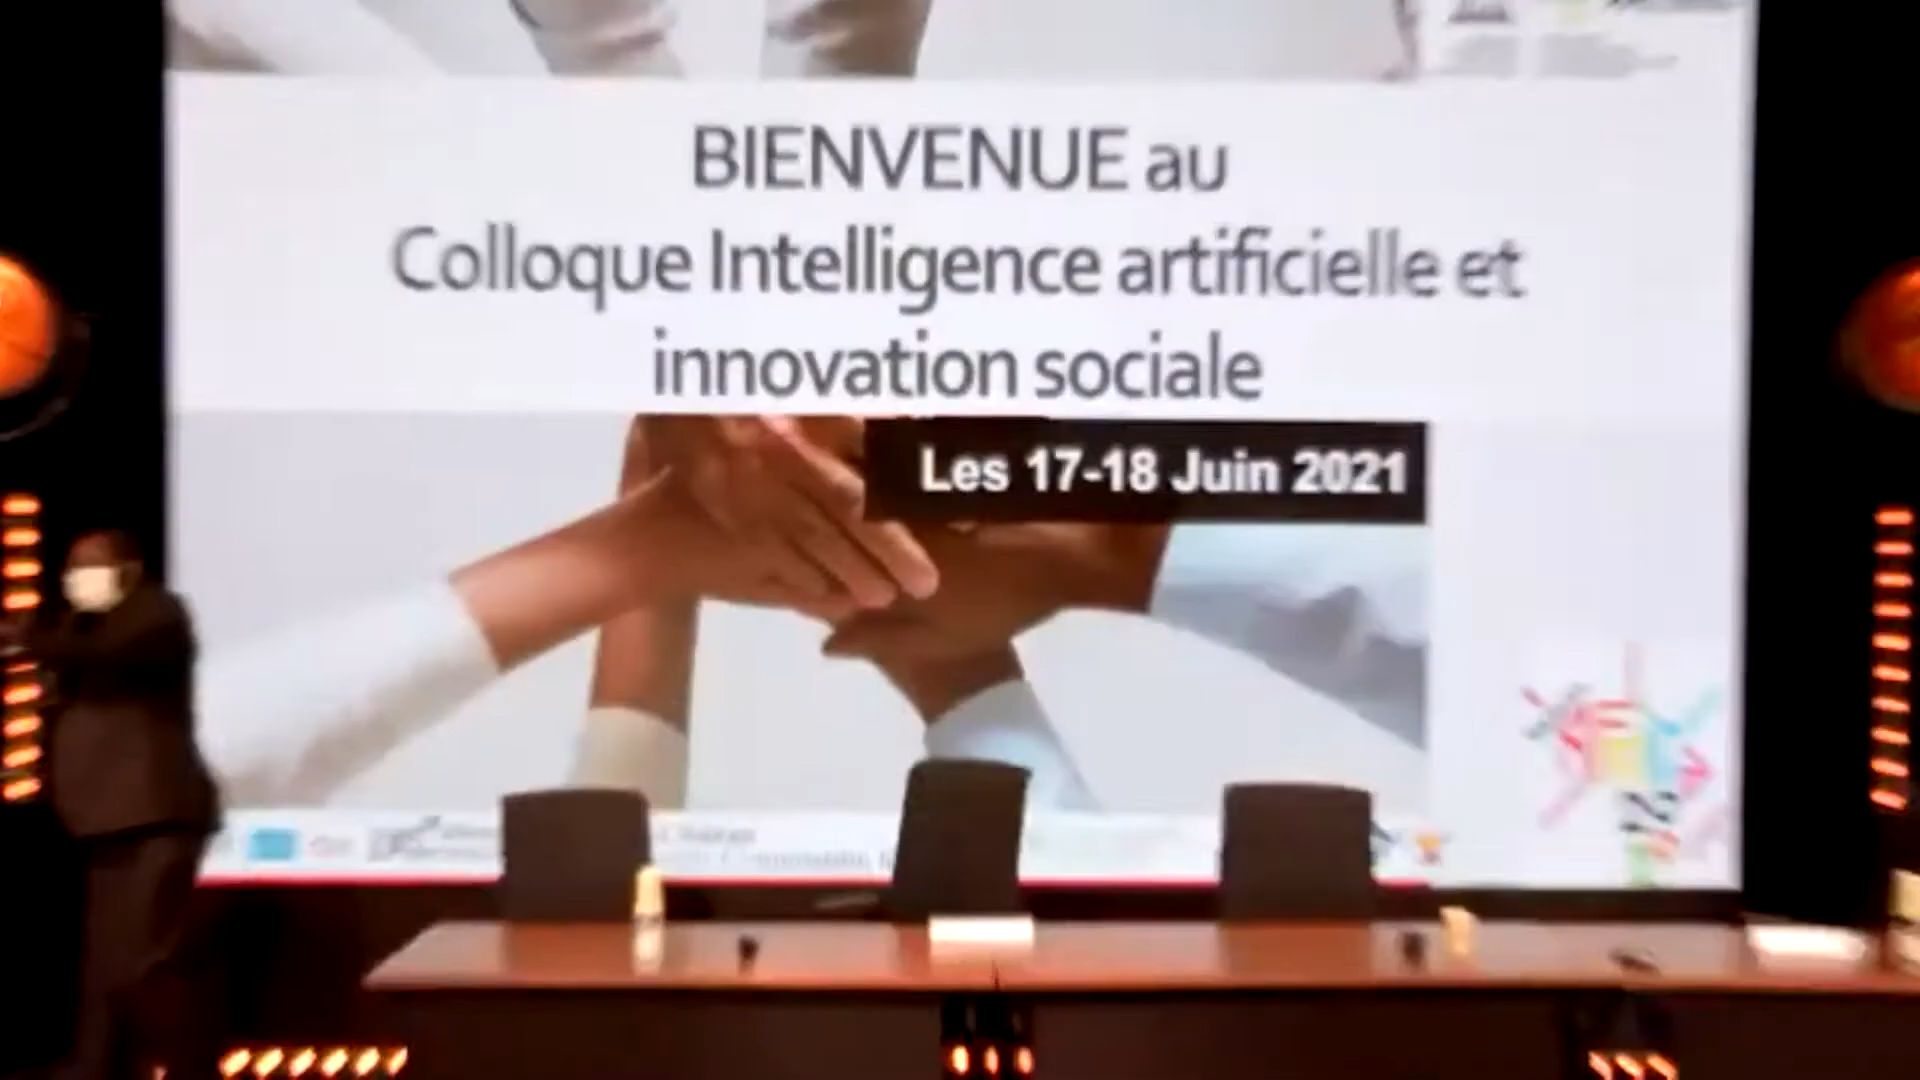 BIENVENUE au
Colloque Intelligence artificielle et
innovation sociale
Les 17-18 Juin 2021